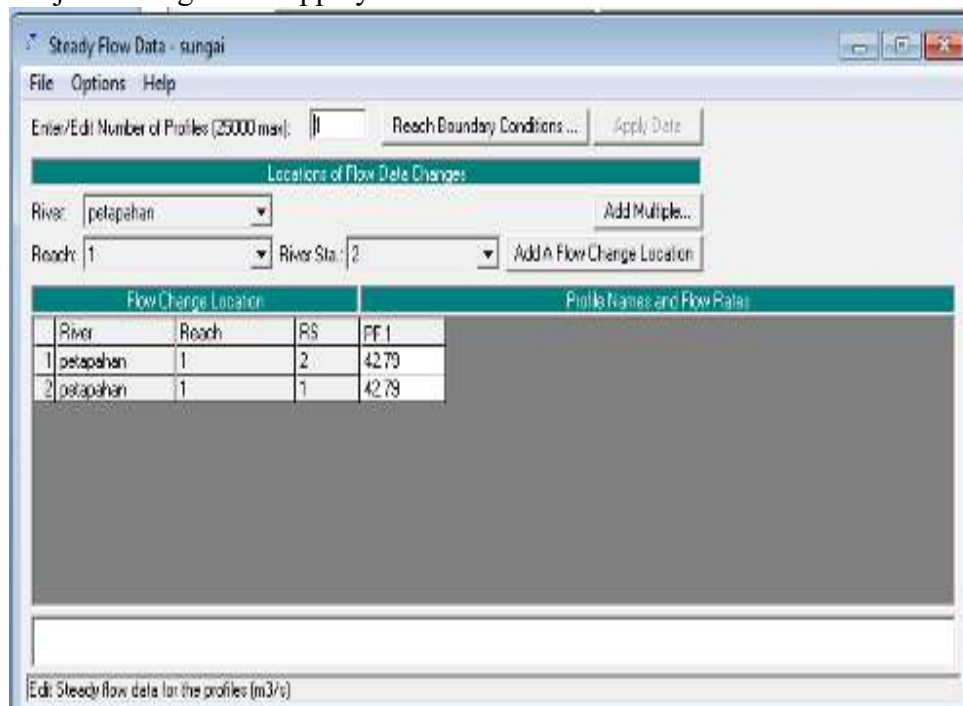 Steady Flow Data - sungai
File Options Help
Enter/Edit Number of Profiles (25000 max): 1 Reach Boundary Conditions ... Apply Data
Locations of Flow Data Changes
River: petapahan Add Multiple...
Reach: 1 River Sta.: 2 Add A Flow Change Location
Flow Change Location Profile Names and Flow Rates
River Reach RS PF 1
1 petapahan 1 2 42.79
2 petapahan 1 1 42.79
Edit Steady flow data for the profiles (m3/s)